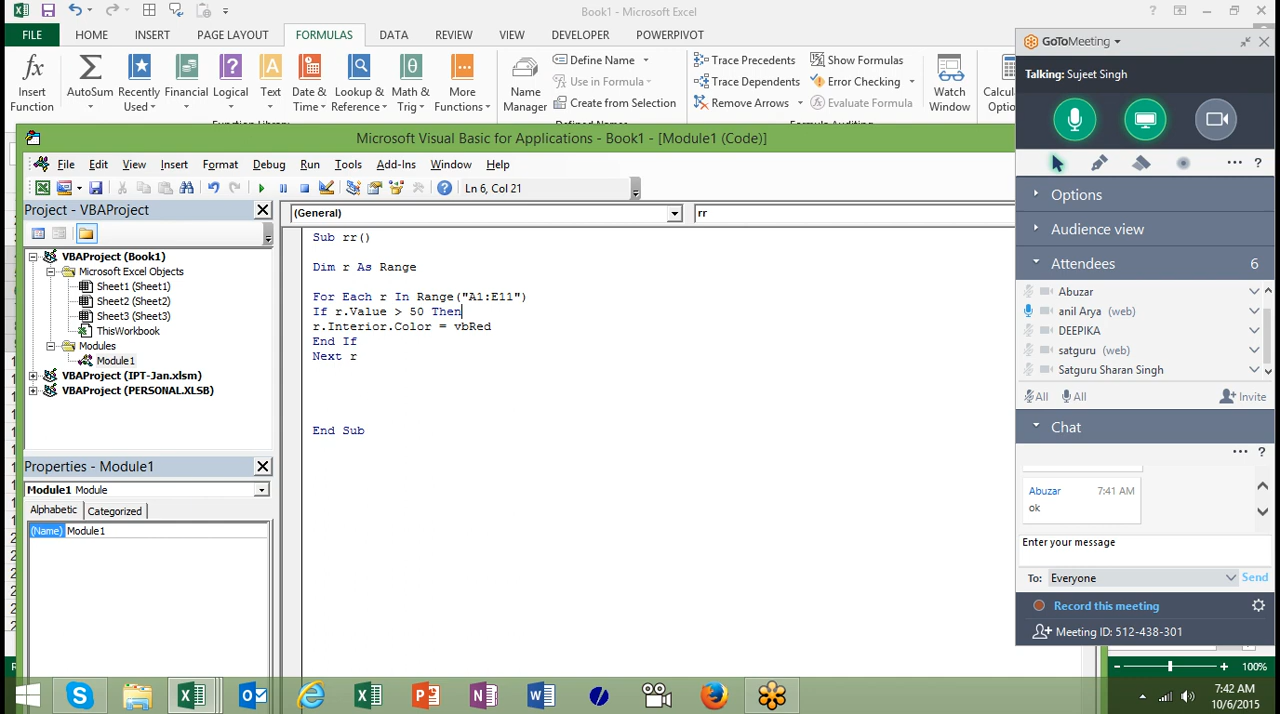 Book1 - Microsoft Excel
FILE HOME INSERT PAGE LAYOUT FORMULAS DATA REVIEW VIEW DEVELOPER POWERPIVOT
Insert Function
AutoSum
Recently Used
Financial
Logical
Text
Date & Time
Lookup & Reference
Math & Trig
More Functions
Name Manager
Define Name
Use in Formula
Create from Selection
Trace Precedents
Trace Dependents
Remove Arrows
Show Formulas
Error Checking
Evaluate Formula
Watch Window
Microsoft Visual Basic for Applications - Book1 - [Module1 (Code)]
File Edit View Insert Format Debug Run Tools Add-Ins Window Help
Ln 6, Col 21
Project - VBAProject
VBAProject (Book1)
Microsoft Excel Objects
Sheet1 (Sheet1)
Sheet2 (Sheet2)
Sheet3 (Sheet3)
ThisWorkbook
Modules
Module1
VBAProject (IPT-Jan.xlsm)
VBAProject (PERSONAL.XLSB)
Properties - Module1
Module1 Module
Alphabetic Categorized
(Name) Module1
(General) rr
Sub rr()
Dim r As Range
For Each r In Range("A1:E11")
If r.Value > 50 Then
r.Interior.Color = vbRed
End If
Next r
End Sub
GoToMeeting
Talking: Sujeet Singh
Options
Audience view
Attendees 6
Abuzar
anil Arya (web)
DEEPIKA
satguru (web)
Satguru Sharan Singh
All All Invite
Chat
Abuzar 7:41 AM
ok
Enter your message
To: Everyone Send
Record this meeting
Meeting ID: 512-438-301
100%
7:42 AM
10/6/2015